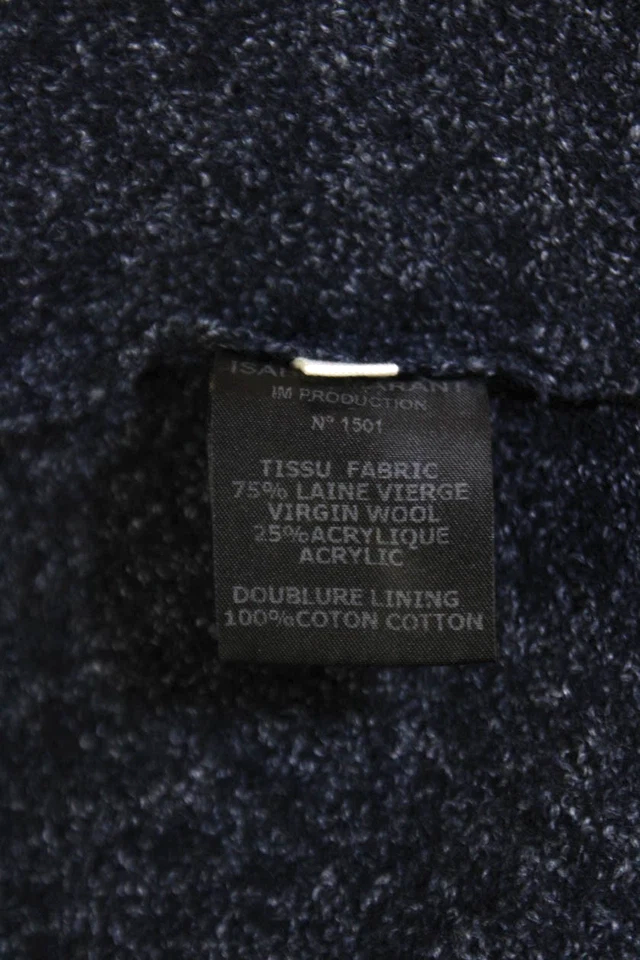 IM PRODUCTION
N° 1501
TISSU FABRIC
75% LAINE VIERGE
VIRGIN WOOL
25%ACRYLIQUE
ACRYLIC
DOUBLURE LINING
100%COTON COTTON